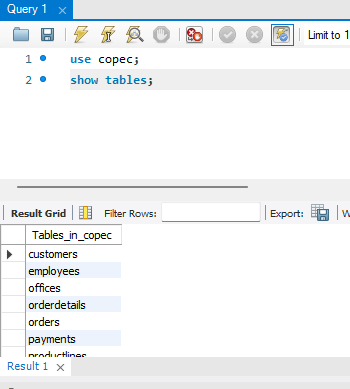 Query 1
Limit to 1
1 use copec;
2 show tables;
Result Grid Filter Rows: Export: W
Tables_in_copec
customers
employees
offices
orderdetails
orders
payments
productlines
Result 1